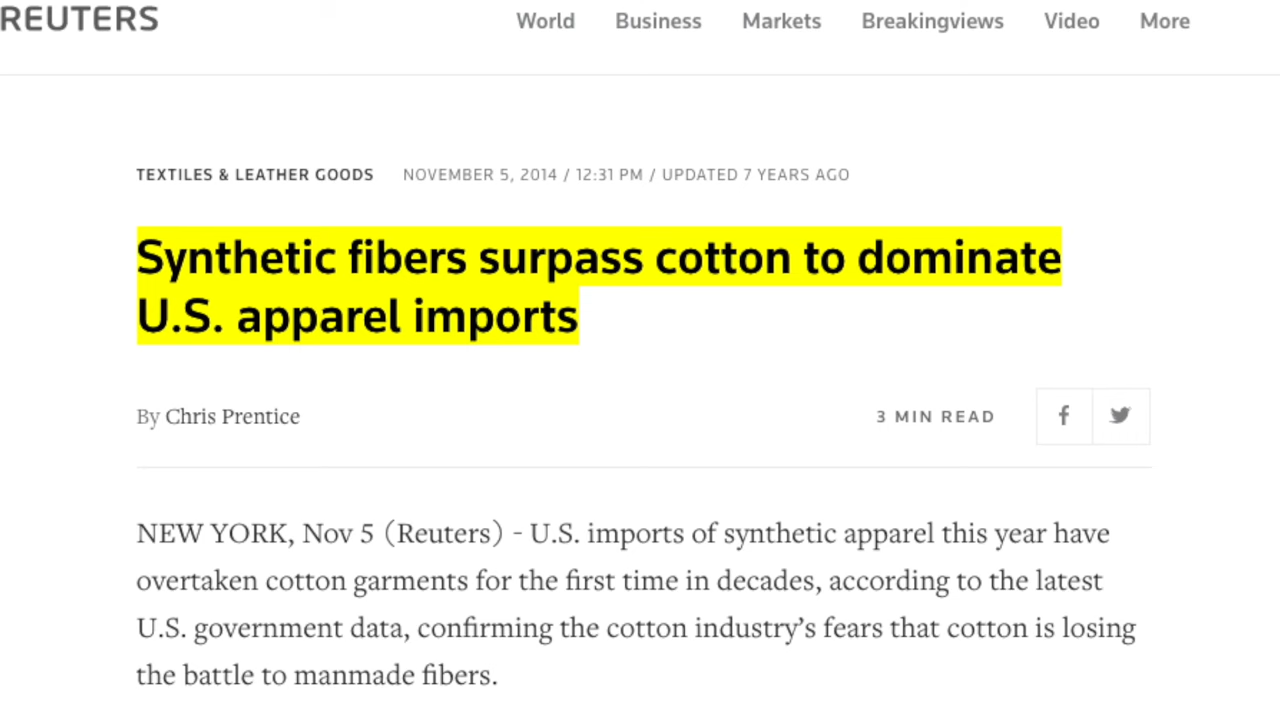 REUTERS World Business Markets Breakingviews Video More
TEXTILES & LEATHER GOODS NOVEMBER 5, 2014 / 12:31 PM / UPDATED 7 YEARS AGO
Synthetic fibers surpass cotton to dominate
U.S. apparel imports
By Chris Prentice 3 MIN READ
NEW YORK, Nov 5 (Reuters) - U.S. imports of synthetic apparel this year have
overtaken cotton garments for the first time in decades, according to the latest
U.S. government data, confirming the cotton industry’s fears that cotton is losing
the battle to manmade fibers.